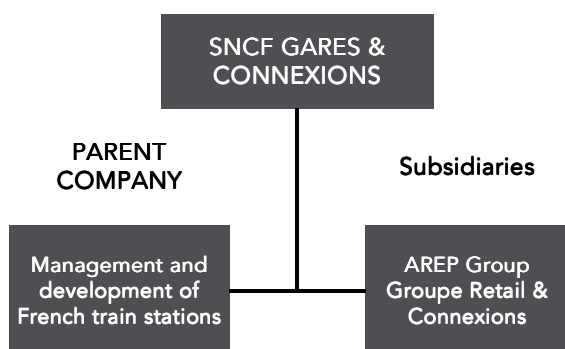 SNCF GARES &
CONNEXIONS
PARENT
COMPANY
Subsidiaries
Management and
development of
French train stations
AREP Group
Groupe Retail &
Connexions